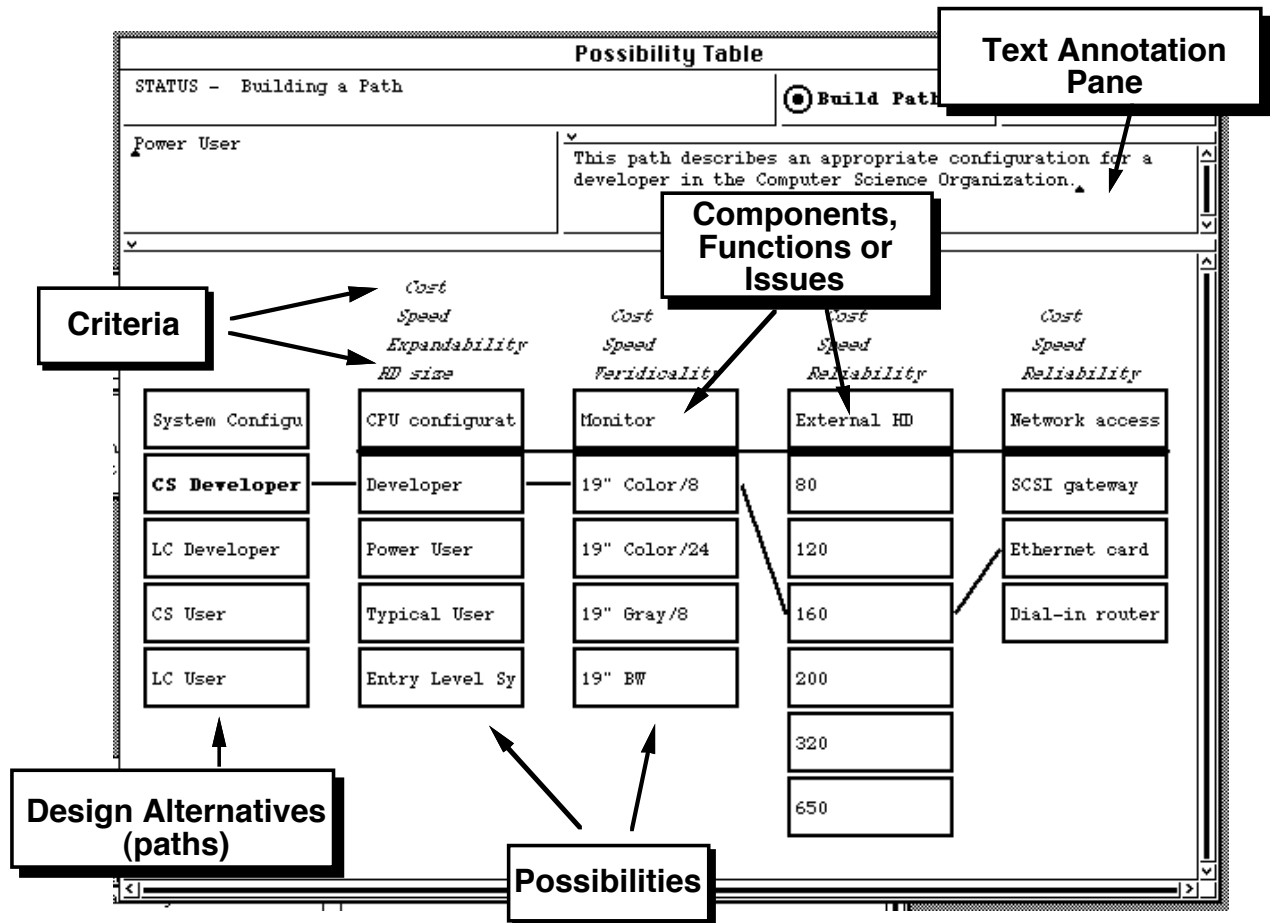 Possibility Table
Text Annotation
Pane
STATUS - Building a Path
Build Path
Power User
This path describes an appropriate configuration for a
developer in the Computer Science Organization.
Components,
Functions or
Issues
Criteria
Cost
Speed
Expandability
HD size
Cost
Speed
Veridicality
Cost
Speed
Reliability
Cost
Speed
Reliability
System Configu
CPU configurat
Monitor
External HD
Network access
CS Developer
Developer
19" Color/8
80
SCSI gateway
LC Developer
Power User
19" Color/24
120
Ethernet card
CS User
Typical User
19" Gray/8
160
Dial-in router
LC User
Entry Level Sy
19" BW
200
320
650
Design Alternatives
(paths)
Possibilities